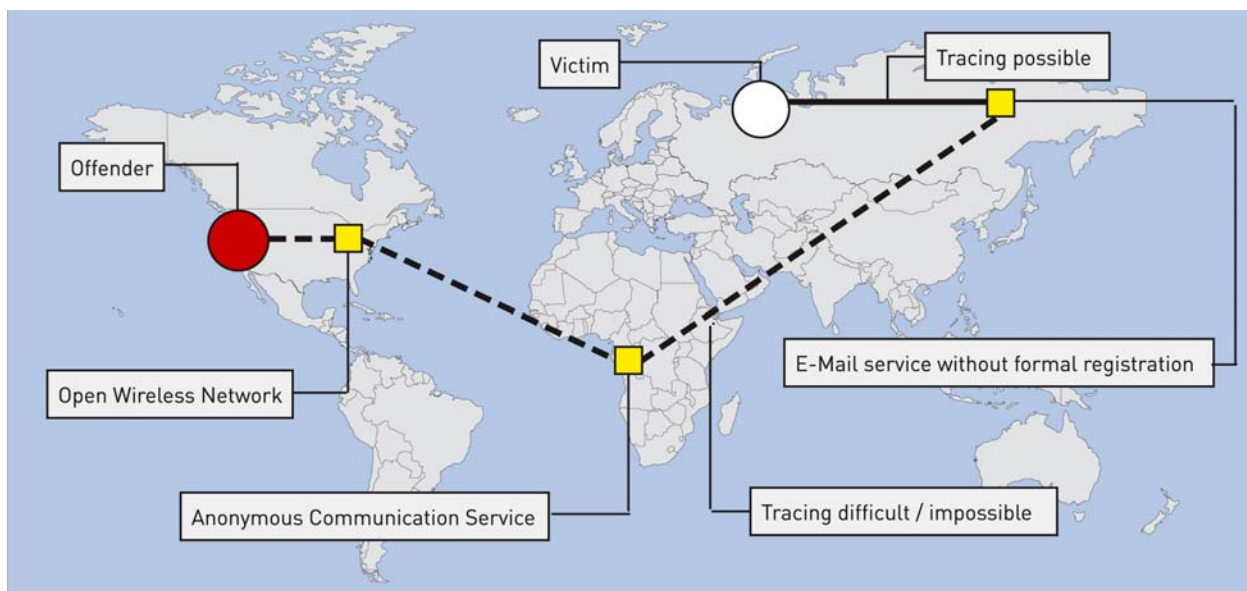 Victim
Tracing possible
Offender
E-Mail service without formal registration
Open Wireless Network
Anonymous Communication Service
Tracing difficult / impossible